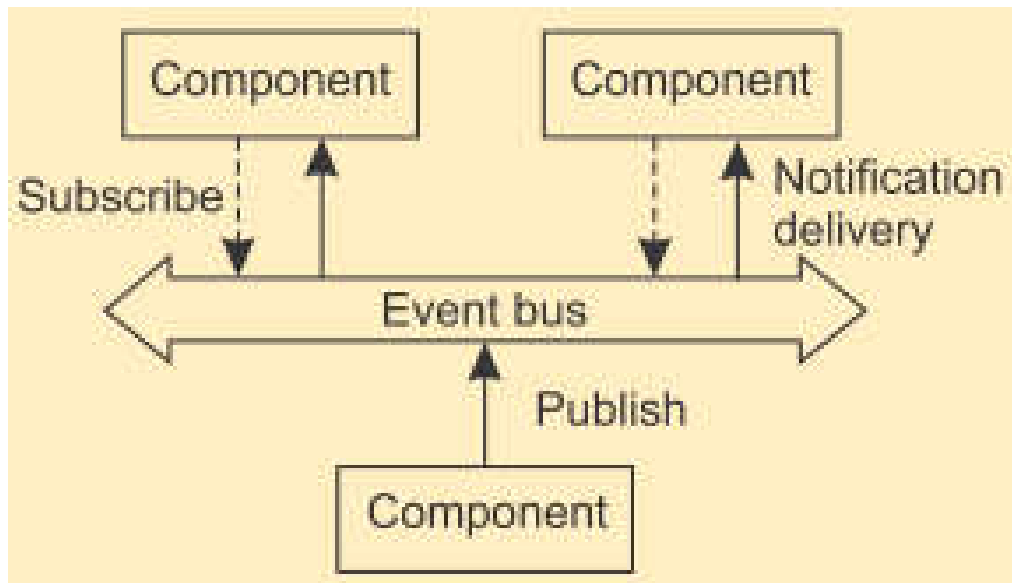 Component
Component
Subscribe
Notification
delivery
Event bus
Publish
Component